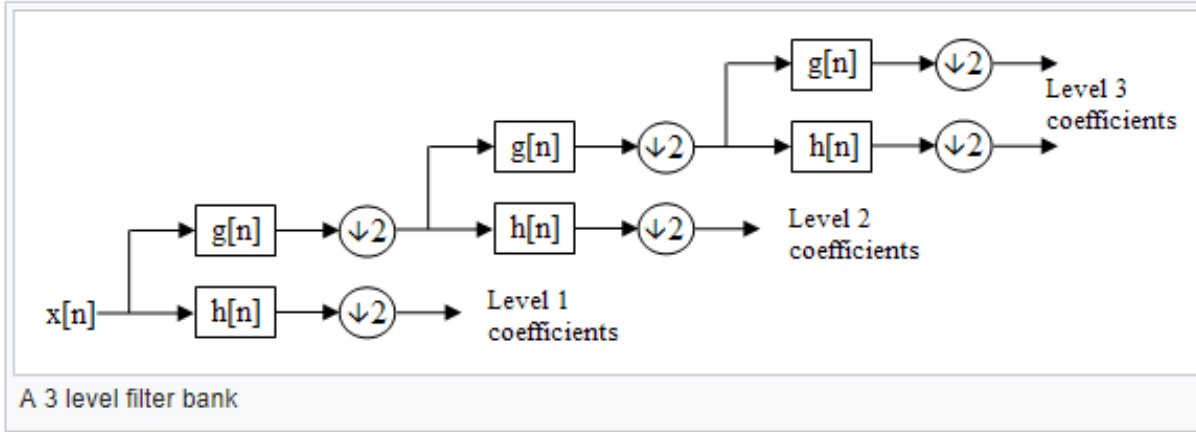 g[n] ↓2
Level 3
coefficients
g[n] ↓2 h[n] ↓2
g[n] ↓2 h[n] ↓2
Level 2
coefficients
x[n] h[n] ↓2
Level 1
coefficients
A 3 level filter bank